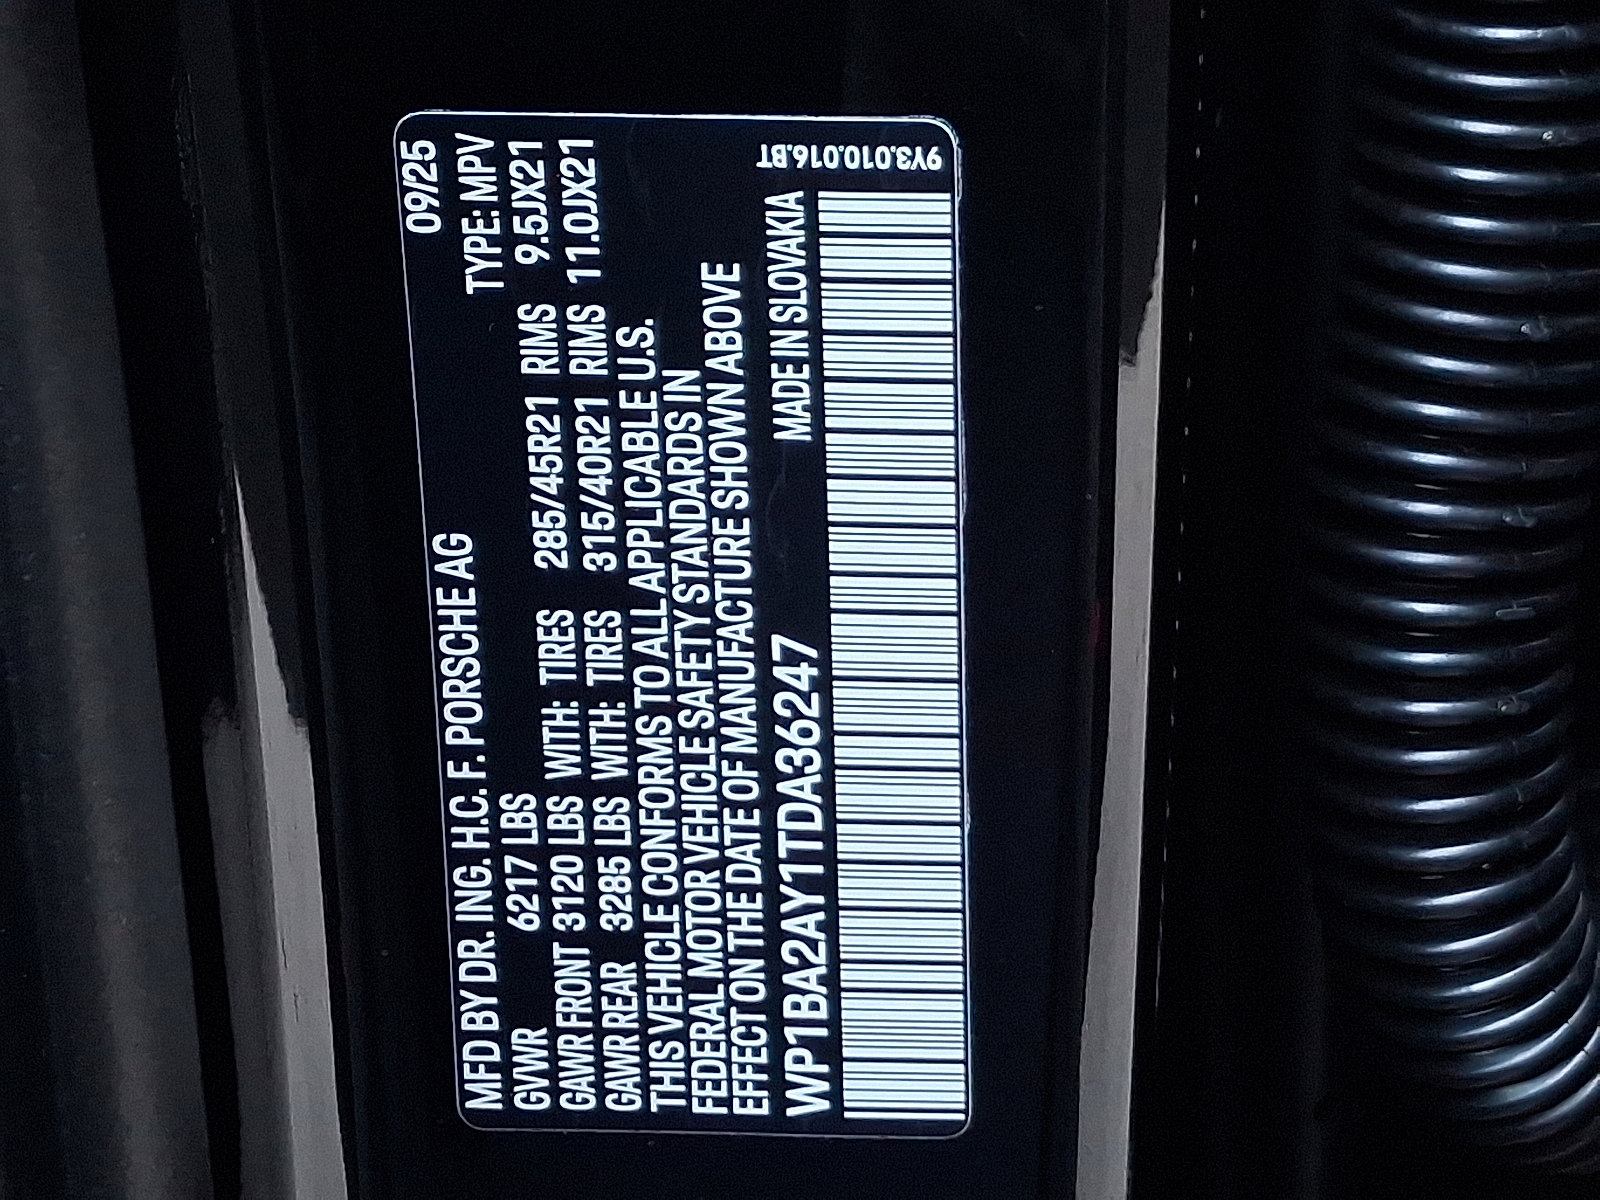 MFD BY DR. ING. H.C. F. PORSCHE AG 09/25
GVWR 6217 LBS TYPE: MPV
GAWR FRONT 3120 LBS WITH: TIRES 285/45R21 RIMS 9.5JX21
GAWR REAR 3285 LBS WITH: TIRES 315/40R21 RIMS 11.0JX21
THIS VEHICLE CONFORMS TO ALL APPLICABLE U.S.
FEDERAL MOTOR VEHICLE SAFETY STANDARDS IN
EFFECT ON THE DATE OF MANUFACTURE SHOWN ABOVE
WP1BA2AY1TDA36247 MADE IN SLOVAKIA
9Y3.010.016.BT